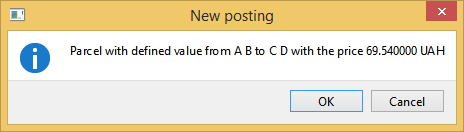 New posting
Parcel with defined value from A B to C D with the price 69.540000 UAH
OK
Cancel